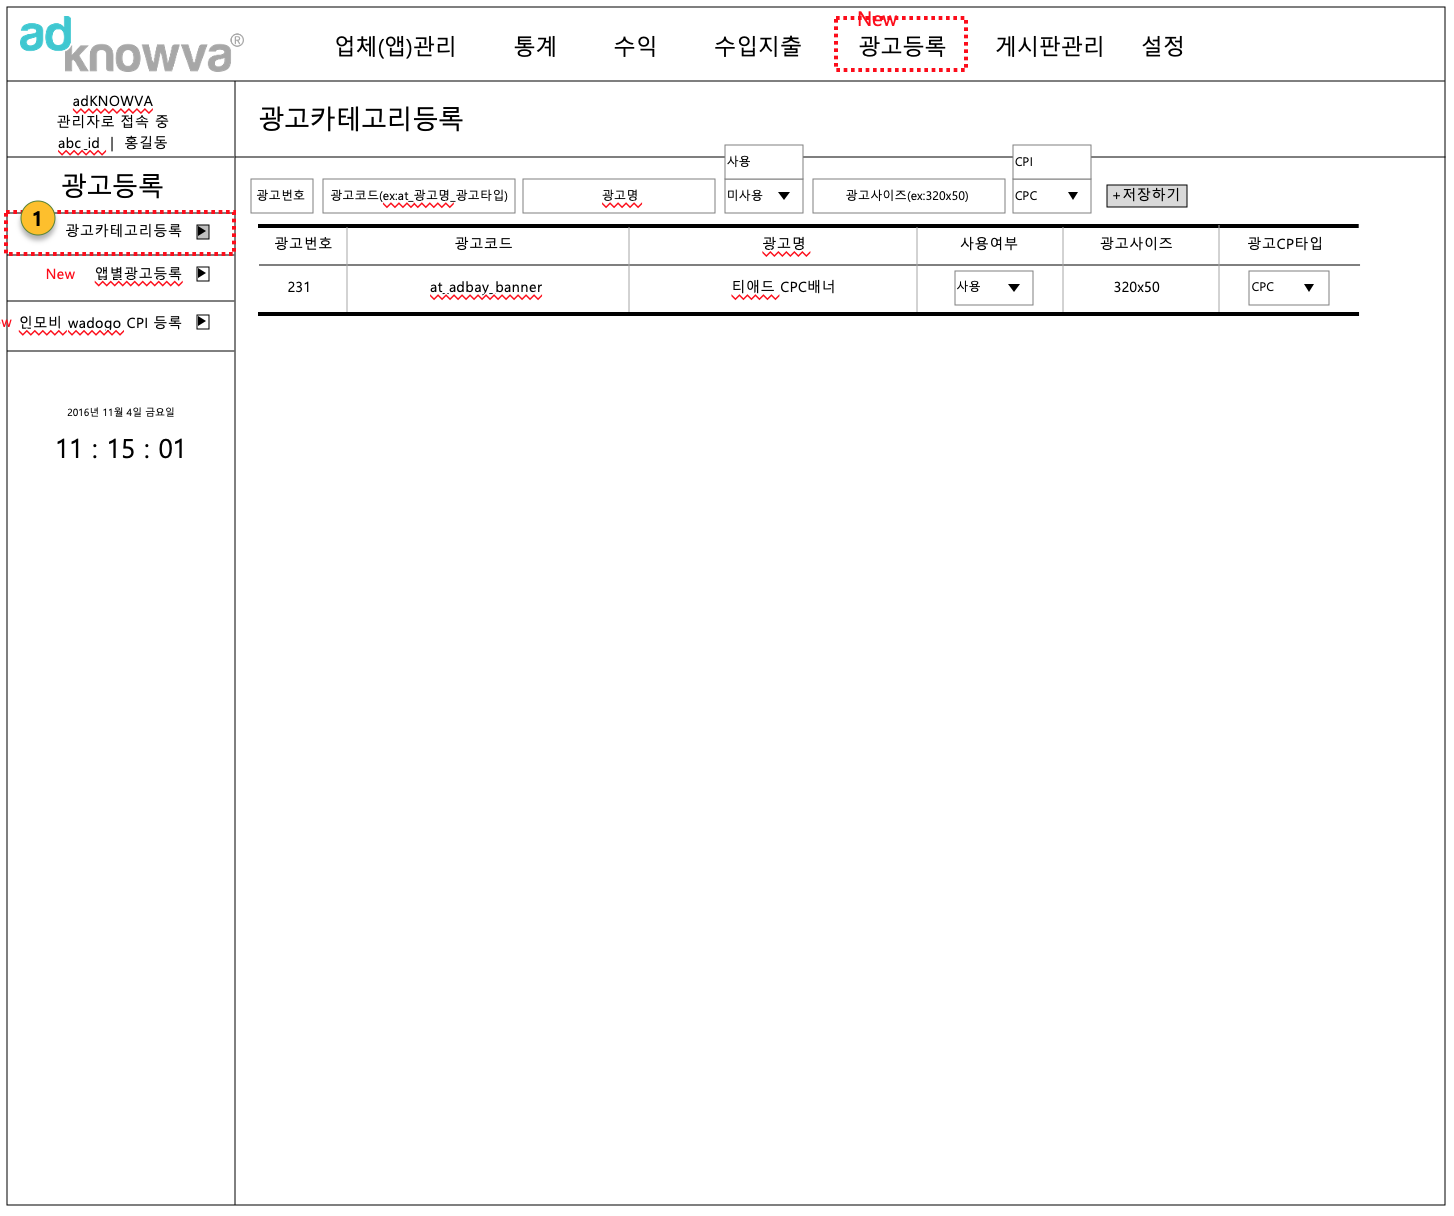 adknowva®
New
업체(앱)관리 통계 수익 수입지출 광고등록 게시판관리 설정
adKNOWVA
관리자로 접속 중
abc_id | 홍길동
광고카테고리등록
광고등록
1
광고카테고리등록
New 앱별광고등록
w 인모비 wadogo CPI 등록
2016년 11월 4일 금요일
11 : 15 : 01
사용 CPI
광고번호 광고코드(ex:at_광고명_광고타입) 광고명 미사용 광고사이즈(ex:320x50) CPC +저장하기
광고번호 광고코드 광고명 사용여부 광고사이즈 광고CP타입
231 at_adbay_banner 티애드 CPC배너 사용 320x50 CPC